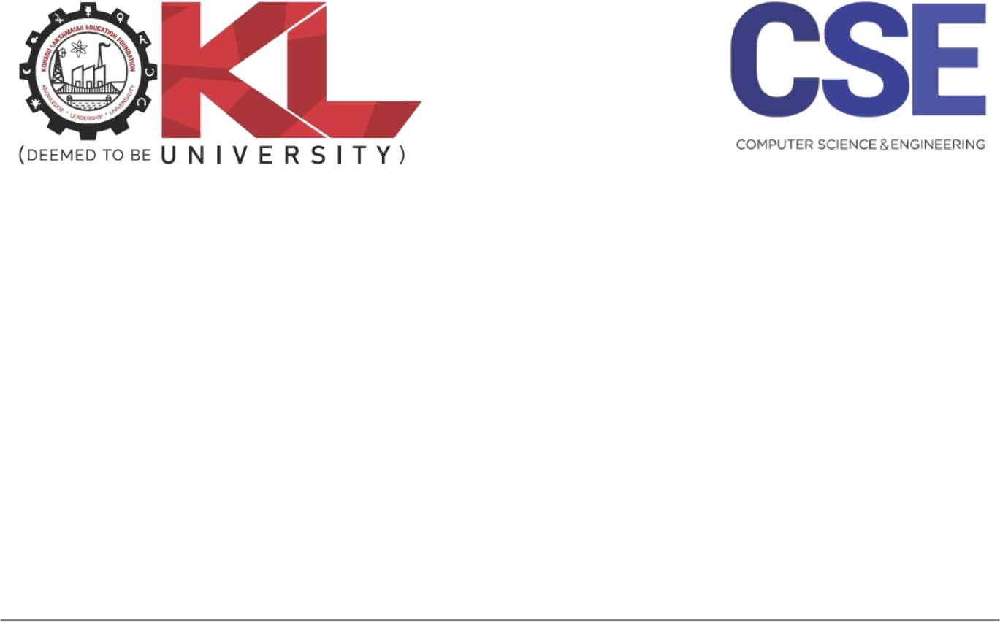 KONERU LAKSHMAIAH EDUCATION FOUNDATION
KNOWLEDGE • LEADERSHIP • UNIVERSALITY
KL
(DEEMED TO BE UNIVERSITY)
CSE
COMPUTER SCIENCE & ENGINEERING